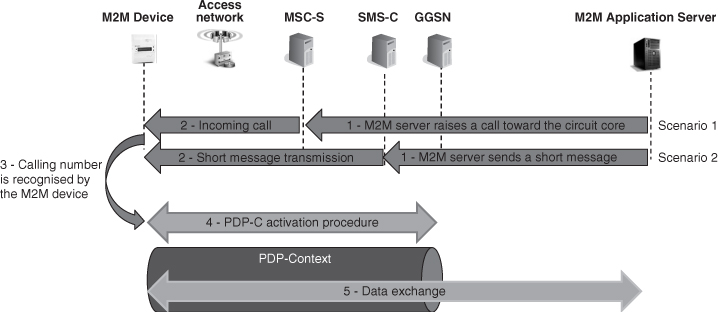 M2M Device
Access
network
MSC-S
SMS-C
GGSN
M2M Application Server
2 - Incoming call
1 - M2M server raises a call toward the circuit core
Scenario 1
2 - Short message transmission
1 - M2M server sends a short message
Scenario 2
3 - Calling number
is recognised by
the M2M device
4 - PDP-C activation procedure
PDP-Context
5 - Data exchange